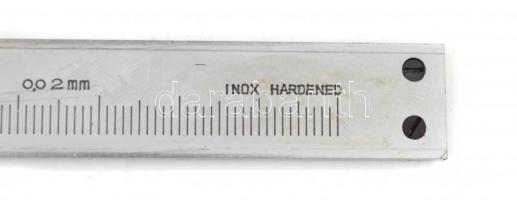 0,02mm
INOX HARDENED
darabanth